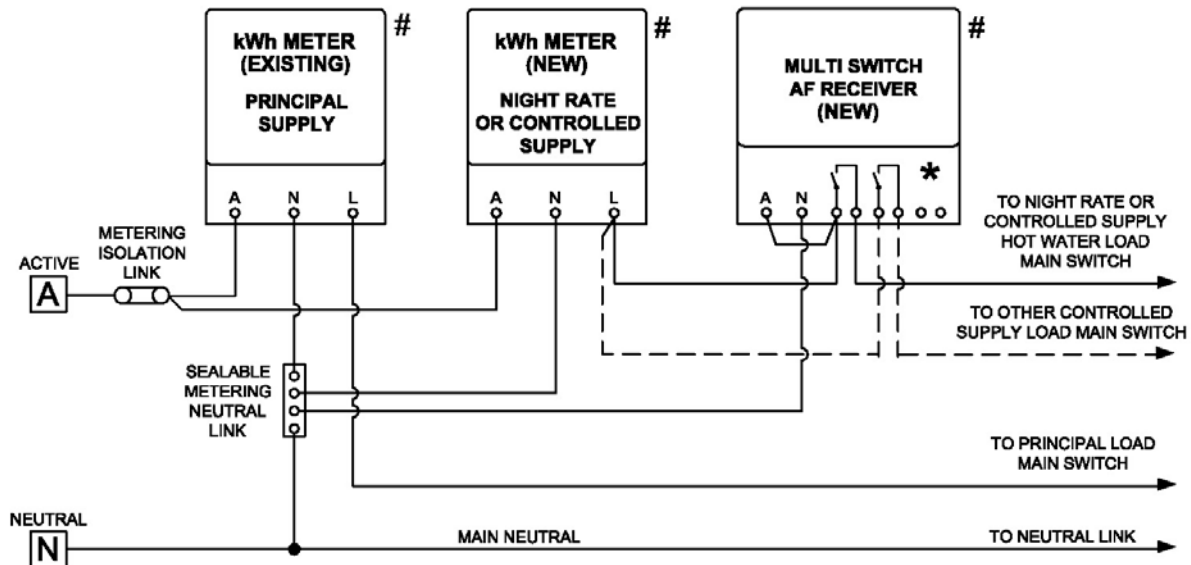 kWh METER
(EXISTING)
PRINCIPAL
SUPPLY
#
kWh METER
(NEW)
NIGHT RATE
OR CONTROLLED
SUPPLY
#
MULTI SWITCH
AF RECEIVER
(NEW)
#
*
A N L
A N L
A N
METERING
ISOLATION
LINK
ACTIVE
A
TO NIGHT RATE OR
CONTROLLED SUPPLY
HOT WATER LOAD
MAIN SWITCH
TO OTHER CONTROLLED
SUPPLY LOAD MAIN SWITCH
SEALABLE
METERING
NEUTRAL
LINK
TO PRINCIPAL LOAD
MAIN SWITCH
NEUTRAL
N
MAIN NEUTRAL
TO NEUTRAL LINK